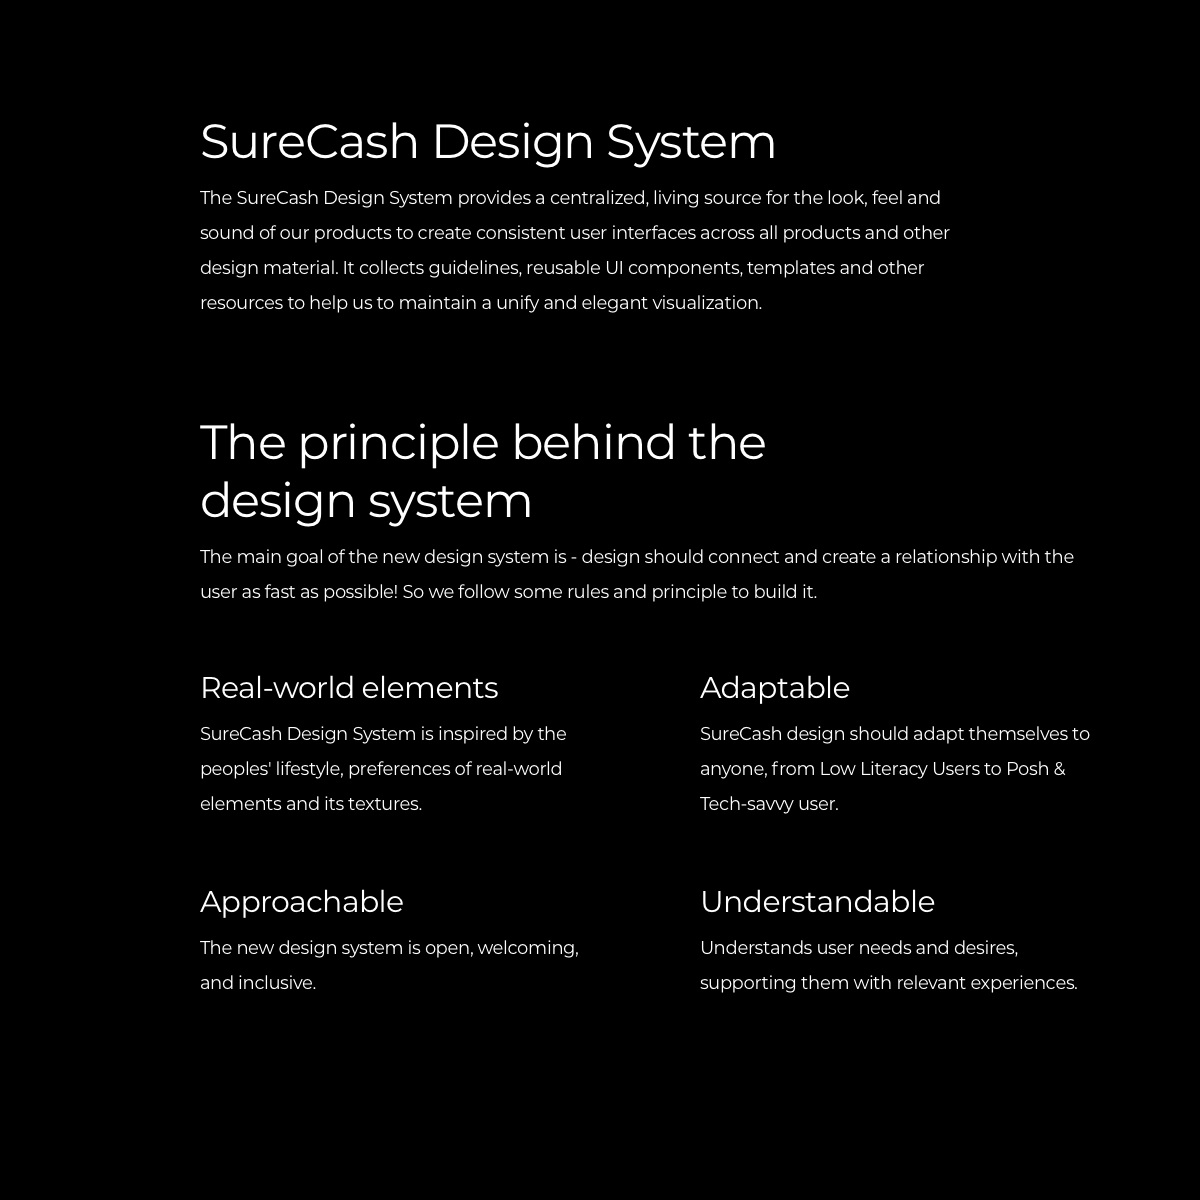 SureCash Design System
The SureCash Design System provides a centralized, living source for the look, feel and
sound of our products to create consistent user interfaces across all products and other
design material. It collects guidelines, reusable UI components, templates and other
resources to help us to maintain a unify and elegant visualization.
The principle behind the
design system
The main goal of the new design system is - design should connect and create a relationship with the
user as fast as possible! So we follow some rules and principle to build it.
Real-world elements
SureCash Design System is inspired by the
peoples' lifestyle, preferences of real-world
elements and its textures.
Adaptable
SureCash design should adapt themselves to
anyone, from Low Literacy Users to Posh &
Tech-savvy user.
Approachable
The new design system is open, welcoming,
and inclusive.
Understandable
Understands user needs and desires,
supporting them with relevant experiences.